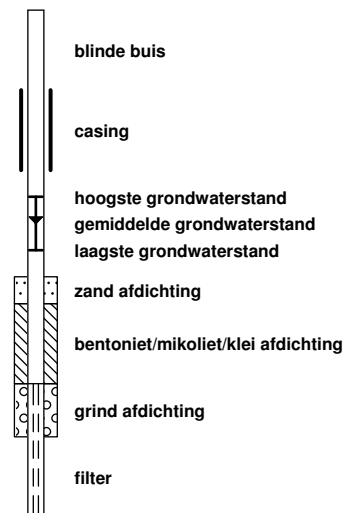 blinde buis
casing
hoogste grondwaterstand
gemiddelde grondwaterstand
laagste grondwaterstand
zand afdichting
bentoniet/mikoliet/klei afdichting
grind afdichting
filter